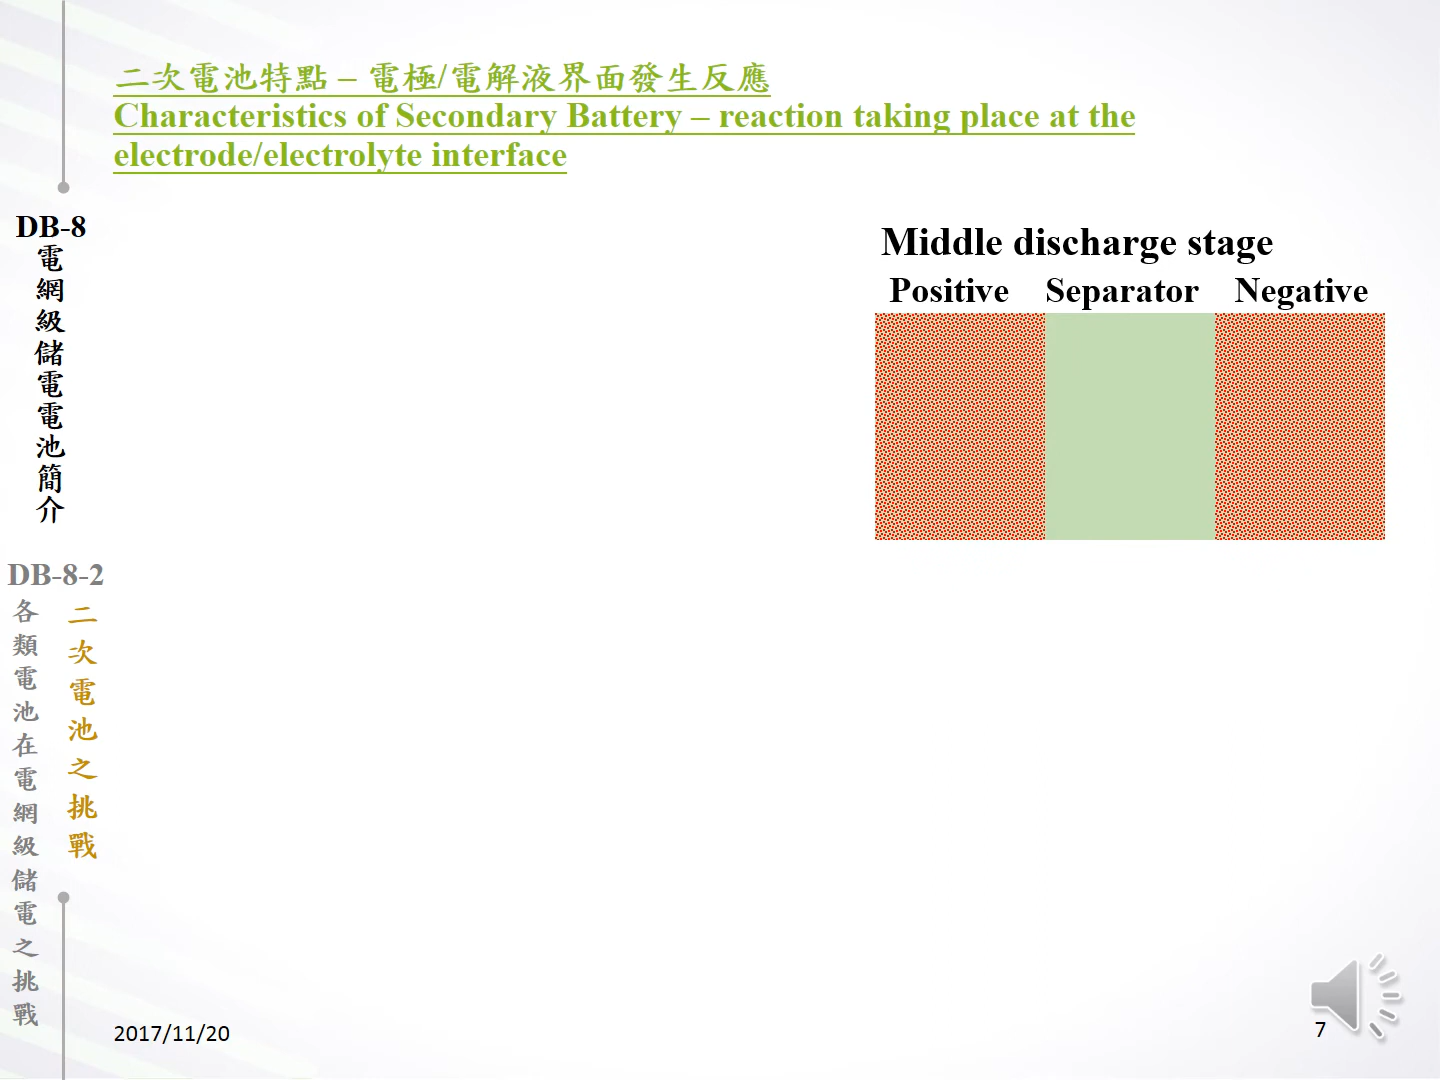 二次電池特點 – 電極/電解液界面發生反應
Characteristics of Secondary Battery – reaction taking place at the
electrode/electrolyte interface
DB-8
電網級儲電電池簡介
DB-8-2
各類電池在電網級儲電之挑戰
二次電池之挑戰
Middle discharge stage
Positive Separator Negative
2017/11/20
7